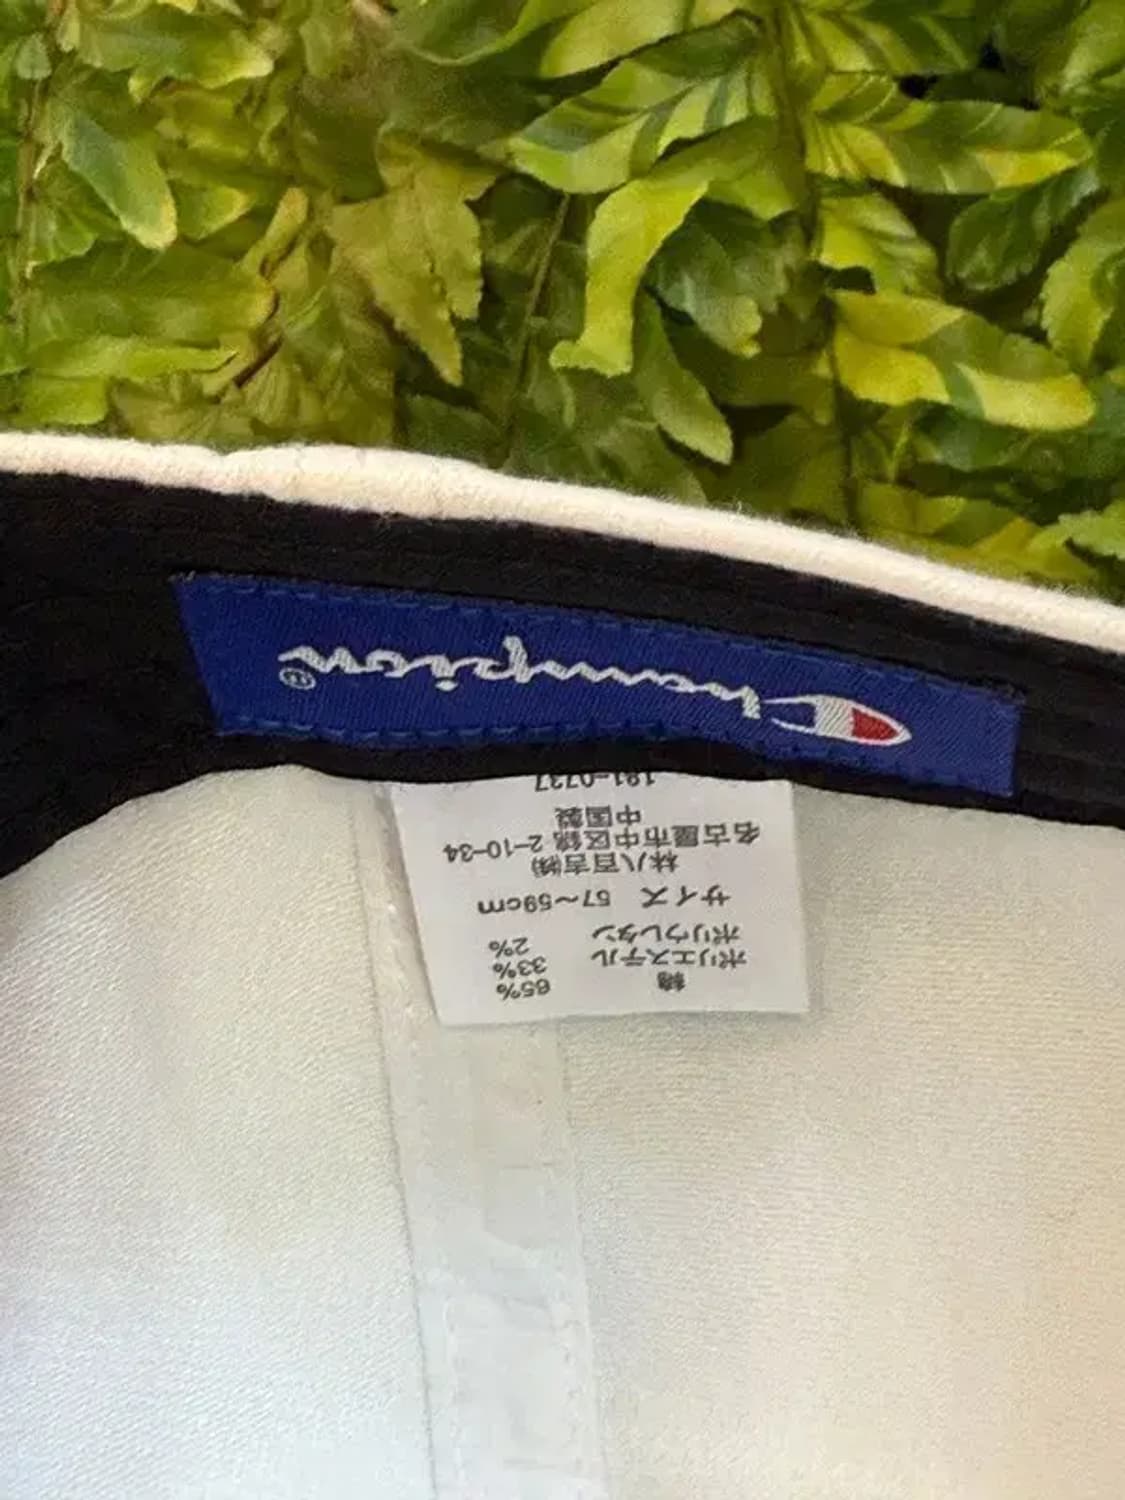 綿 65%
ポリエステル 33%
ポリウレタン 2%
サイズ 57〜59cm
林八百吉㈱
名古屋市中区錦 2-10-34
中国製
Champion®